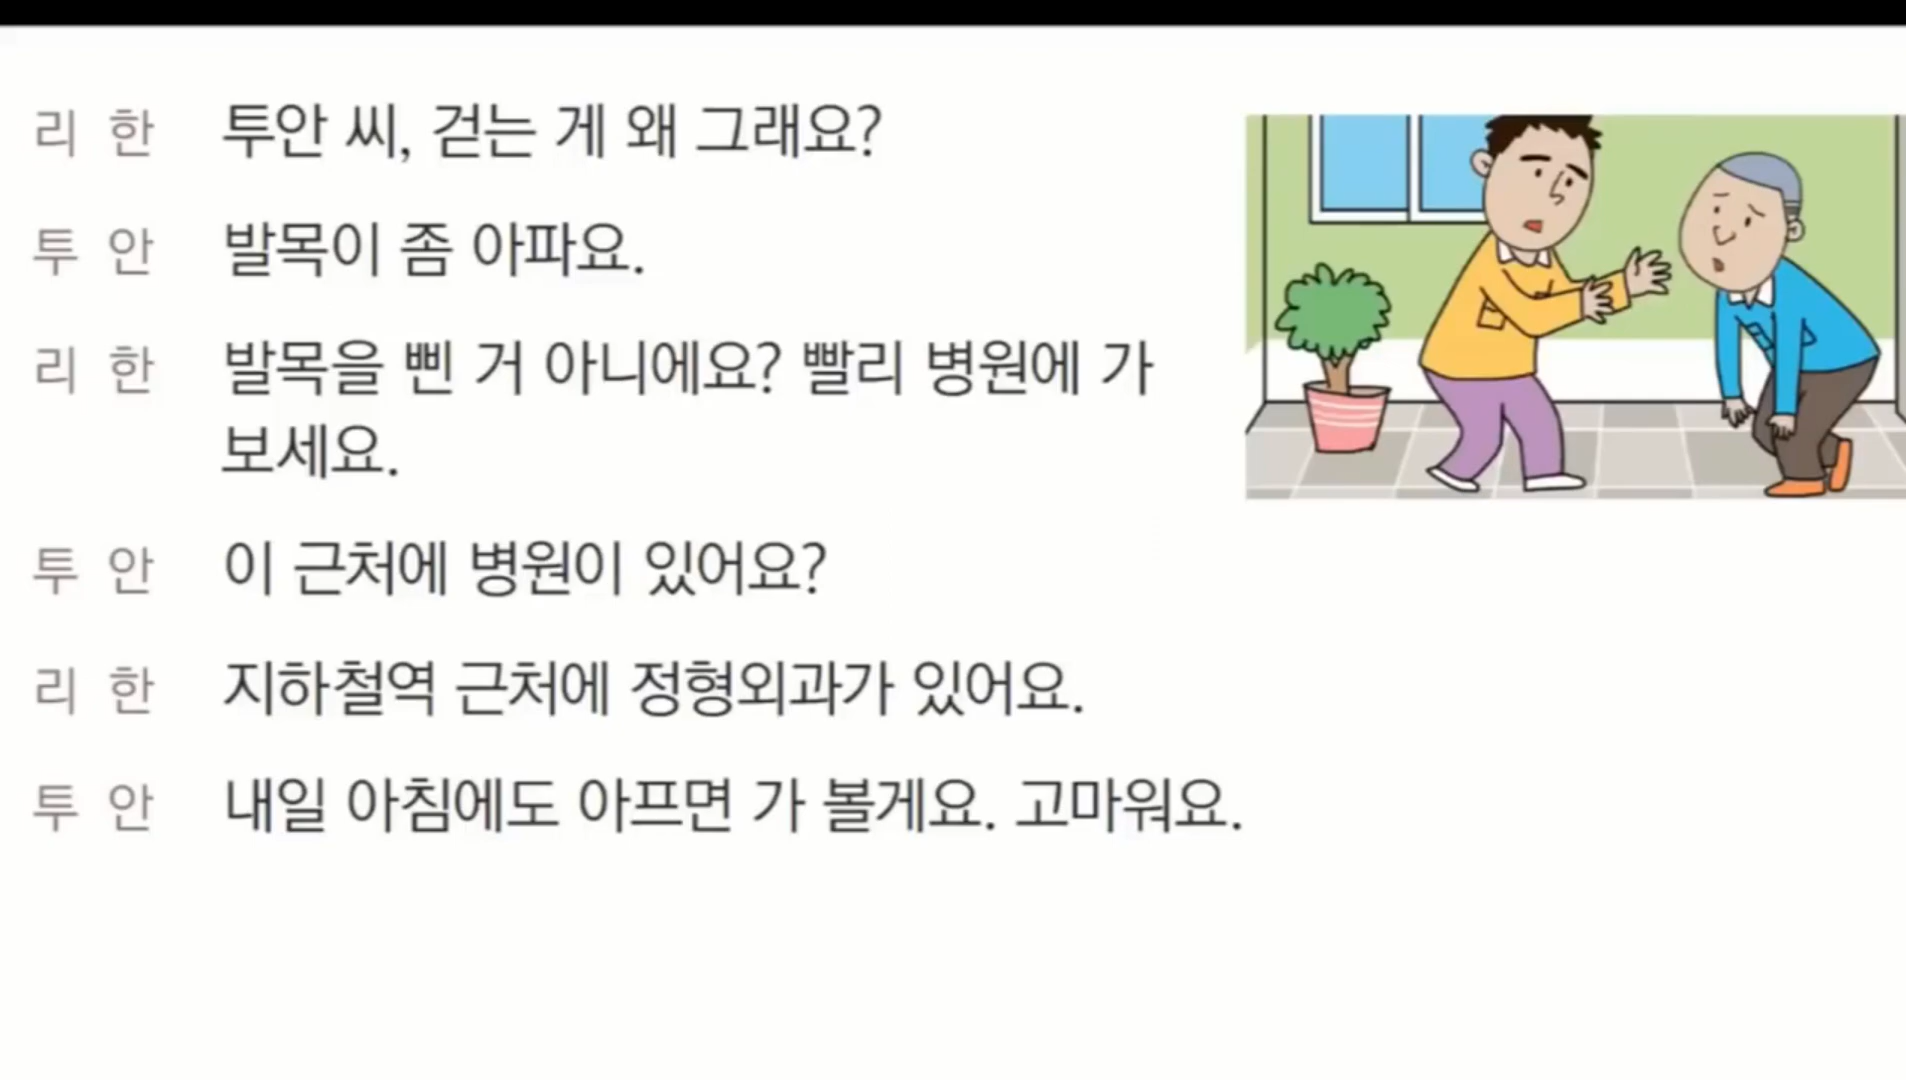 리 한 투안 씨, 걷는 게 왜 그래요?
투 안 발목이 좀 아파요.
리 한 발목을 삔 거 아니에요? 빨리 병원에 가
보세요.
투 안 이 근처에 병원이 있어요?
리 한 지하철역 근처에 정형외과가 있어요.
투 안 내일 아침에도 아프면 가 볼게요. 고마워요.